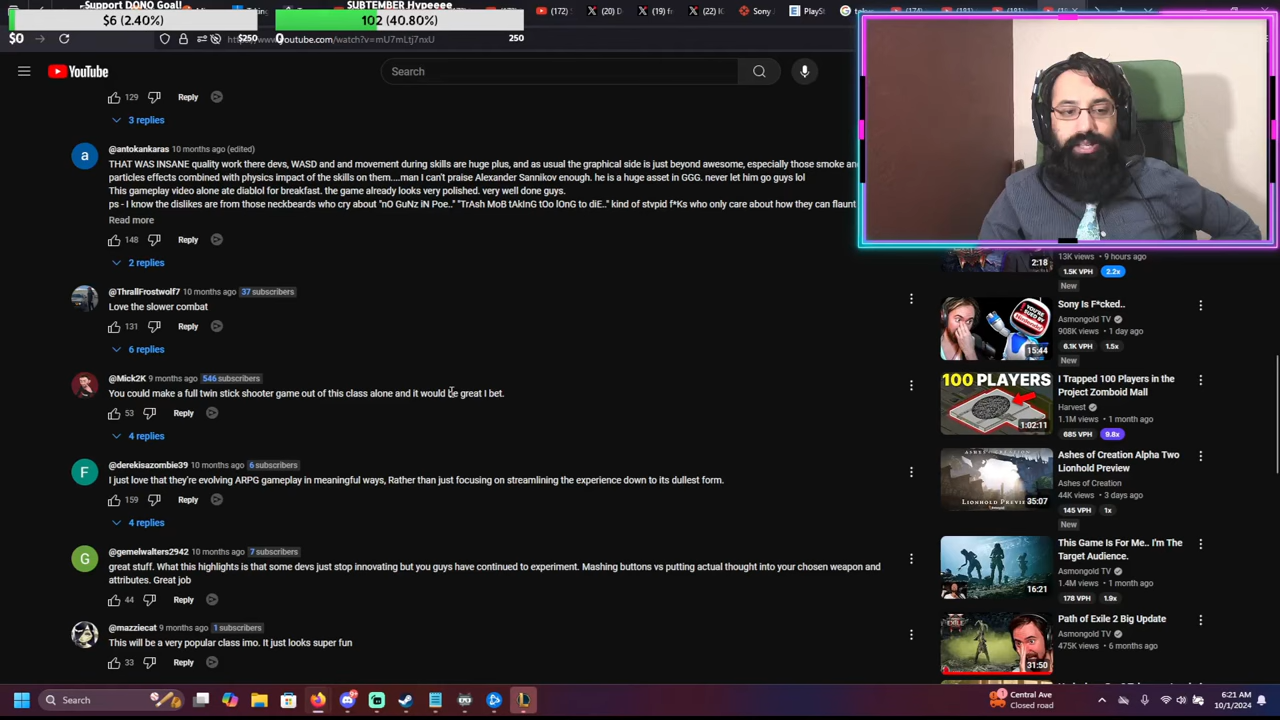 Support DONO Goal!
SUBTEMBER Hypeeee
$6 (2.40%)
102 (40.80%)
$0
$250
0
250
youtube.com/watch?v=mU7mLtj7nxU
YouTube
Search
129
Reply
3 replies
@antokankaras 10 months ago (edited)
THAT WAS INSANE quality work there devs, WASD and and movement during skills are huge plus, and as usual the graphical side is just beyond awesome, especially those smoke an
particles effects combined with physics impact of the skills on them....man I can't praise Alexander Sannikov enough. he is a huge asset in GGG. never let him go guys lol
This gameplay video alone ate diablol for breakfast. the game already looks very polished. very well done guys.
ps - I know the dislikes are from those neckbeards who cry about "nO GuNz iN Poe.." "TrAsh MoB tAkInG tOo lOnG to diE.." kind of stvpid f*Ks who only care about how they can flaunt
Read more
148
Reply
2 replies
@ThrallFrostwolf7 10 months ago 37 subscribers
Love the slower combat
131
Reply
6 replies
@Mick2K 9 months ago 546 subscribers
You could make a full twin stick shooter game out of this class alone and it would be great I bet.
53
Reply
4 replies
@derekisazombie39 10 months ago 6 subscribers
I just love that they're evolving ARPG gameplay in meaningful ways, Rather than just focusing on streamlining the experience down to its dullest form.
159
Reply
4 replies
@gemelwalters2942 10 months ago 7 subscribers
great stuff. What this highlights is that some devs just stop innovating but you guys have continued to experiment. Mashing buttons vs putting actual thought into your chosen weapon and
attributes. Great job
44
Reply
@mazziecat 9 months ago 1 subscribers
This will be a very popular class imo. It just looks super fun
33
Reply
2:18
13K views • 9 hours ago
1.5K VPH 2.2x
New
15:44
Sony Is F*cked..
Asmongold TV
908K views • 1 day ago
6.1K VPH 1.5x
New
100 PLAYERS
1:02:11
I Trapped 100 Players in the
Project Zomboid Mall
Harvest
1.1M views • 1 month ago
685 VPH 9.8x
ASHES OF CREATION
LIONHOLD PREVIEW
35:07
Ashes of Creation Alpha Two
Lionhold Preview
Ashes of Creation
44K views • 3 days ago
145 VPH 1x
New
16:21
This Game Is For Me.. I'm The
Target Audience.
Asmongold TV
1.4M views • 1 month ago
178 VPH 1.9x
31:50
Path of Exile 2 Big Update
Asmongold TV
475K views • 6 months ago
Search
Central Ave
Closed road
6:21 AM
10/1/2024